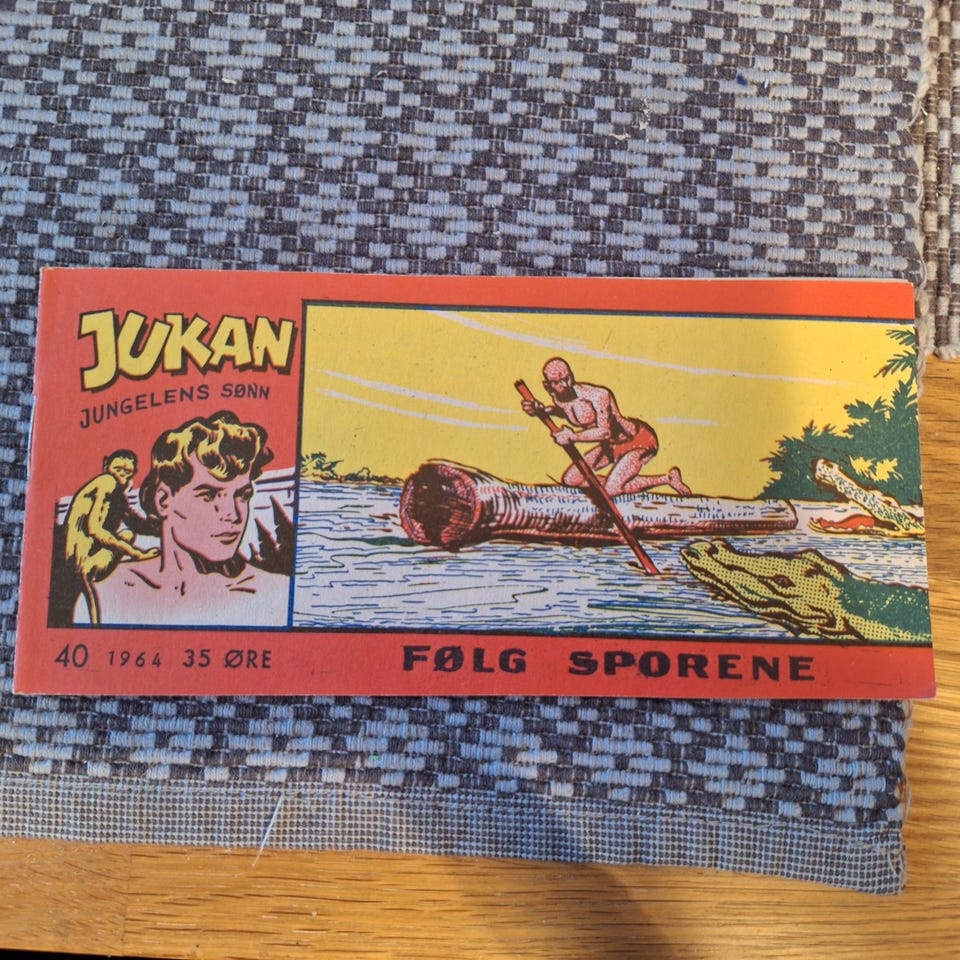 JUKAN
JUNGELENS SØNN
40 1964 35 ØRE
FØLG SPORENE